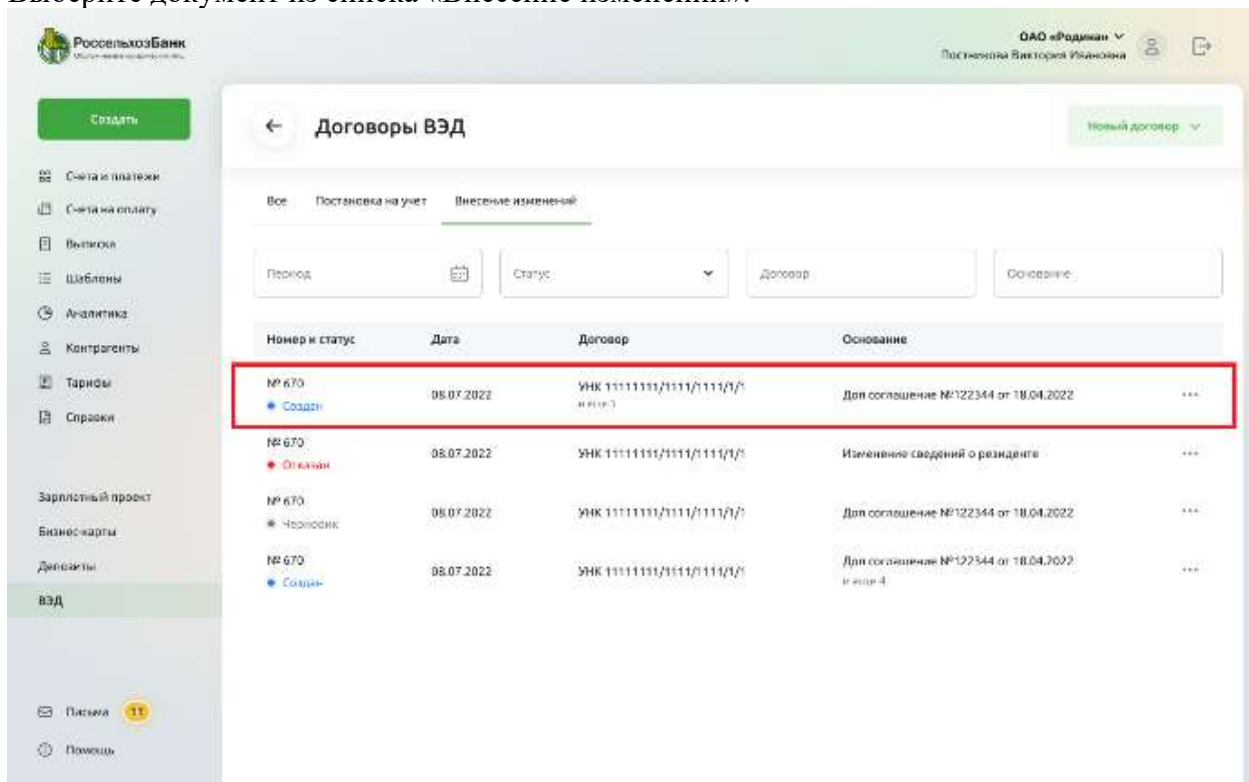 Выберите документ из списка «Внесение изменений»:
РоссельхозБанк
ОАО «Родинан
Постникова Виктория Ивановна
Создать
Договоры ВЭД
Новый договор
Счета и платежи
Счета на оплату
Выписка
Шаблоны
Аналитика
Контрагенты
Тарифы
Справки
Зарплатный проект
Бизнес-карты
Депозиты
ВЭД
Письма 11
Помощь
Все Постановка на учет Внесение изменений
Период Статус Договор Основание
Номер и статус Дата Договор Основание
№ 670 08.07.2022 УНК 11111111/1111/1111/1/1 Доп соглашение №122344 от 18.04.2022
Создан и еще 3
№ 670 08.07.2022 УНК 11111111/1111/1111/1/1 Изменение сведений о резиденте
Отказан
№ 670 08.07.2022 УНК 11111111/1111/1111/1/1 Доп соглашение №122344 от 18.04.2022
Черновик
№ 670 08.07.2022 УНК 11111111/1111/1111/1/1 Доп соглашение №122344 от 18.04.2022
Создан и еще 4